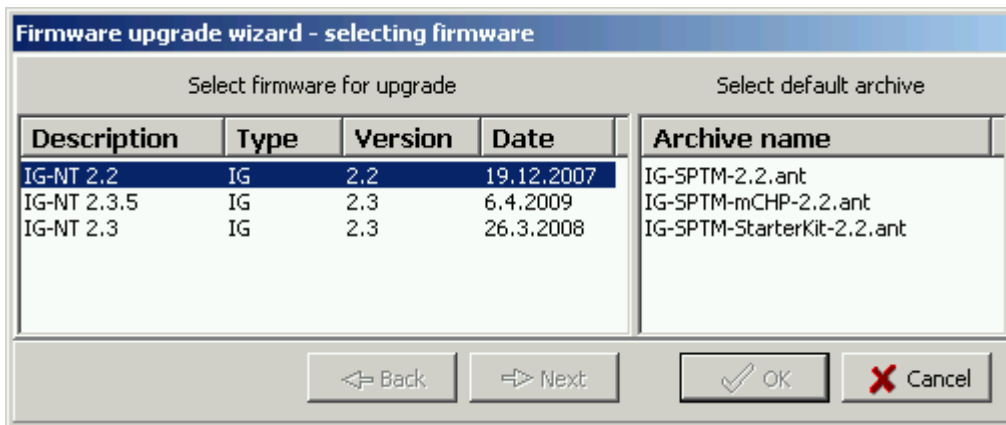 Firmware upgrade wizard - selecting firmware
Select firmware for upgrade
Select default archive
Description Type Version Date
Archive name
IG-NT 2.2 IG 2.2 19.12.2007
IG-NT 2.3.5 IG 2.3 6.4.2009
IG-NT 2.3 IG 2.3 26.3.2008
IG-SPTM-2.2.ant
IG-SPTM-mCHP-2.2.ant
IG-SPTM-StarterKit-2.2.ant
Back Next OK Cancel